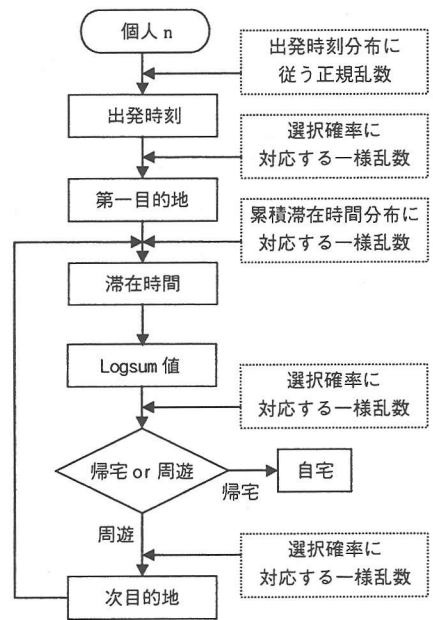 個人 n
出発時刻分布に
従う正規乱数
出発時刻
選択確率に
対応する一様乱数
第一目的地
累積滞在時間分布に
対応する一様乱数
滞在時間
Logsum 値
選択確率に
対応する一様乱数
帰宅 or 周遊
帰宅
自宅
周遊
選択確率に
対応する一様乱数
次目的地